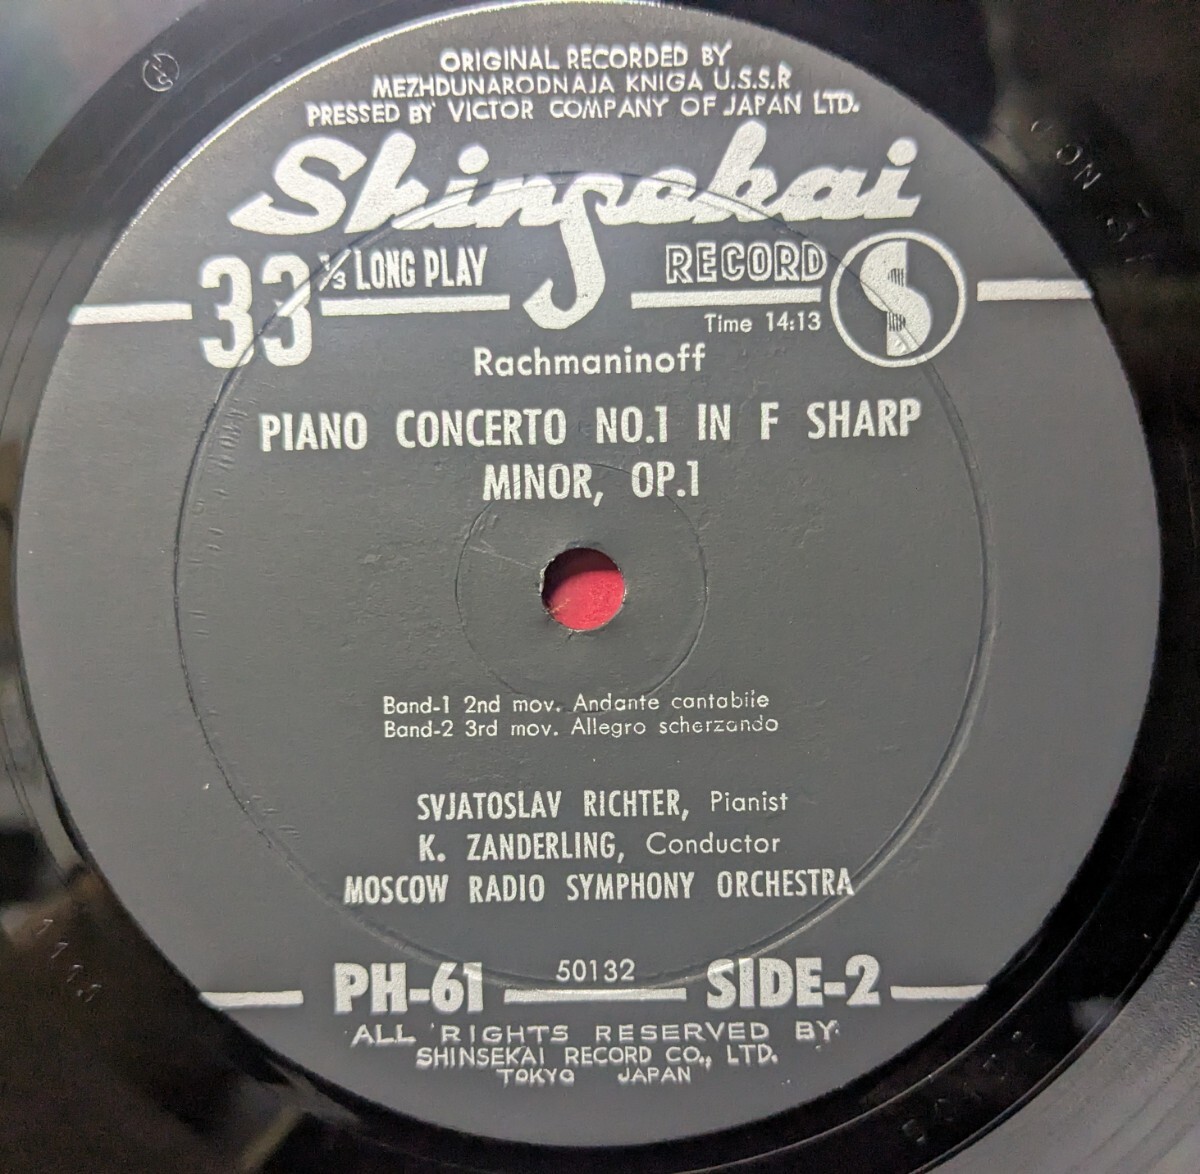 ORIGINAL RECORDED BY
MEZHDUNARODNAJA KNIGA U.S.S.R
PRESSED BY VICTOR COMPANY OF JAPAN LTD.
Shinsekai
33 1/3 LONG PLAY RECORD S
Time 14:13
Rachmaninoff
PIANO CONCERTO NO.1 IN F SHARP
MINOR, OP.1
Band-1 2nd mov. Andante cantabile
Band-2 3rd mov. Allegro scherzando
SVJATOSLAV RICHTER, Pianist
K. ZANDERLING, Conductor
MOSCOW RADIO SYMPHONY ORCHESTRA
PH-61 50132 SIDE-2
ALL RIGHTS RESERVED BY
SHINSEKAI RECORD CO., LTD.
TOKYO JAPAN